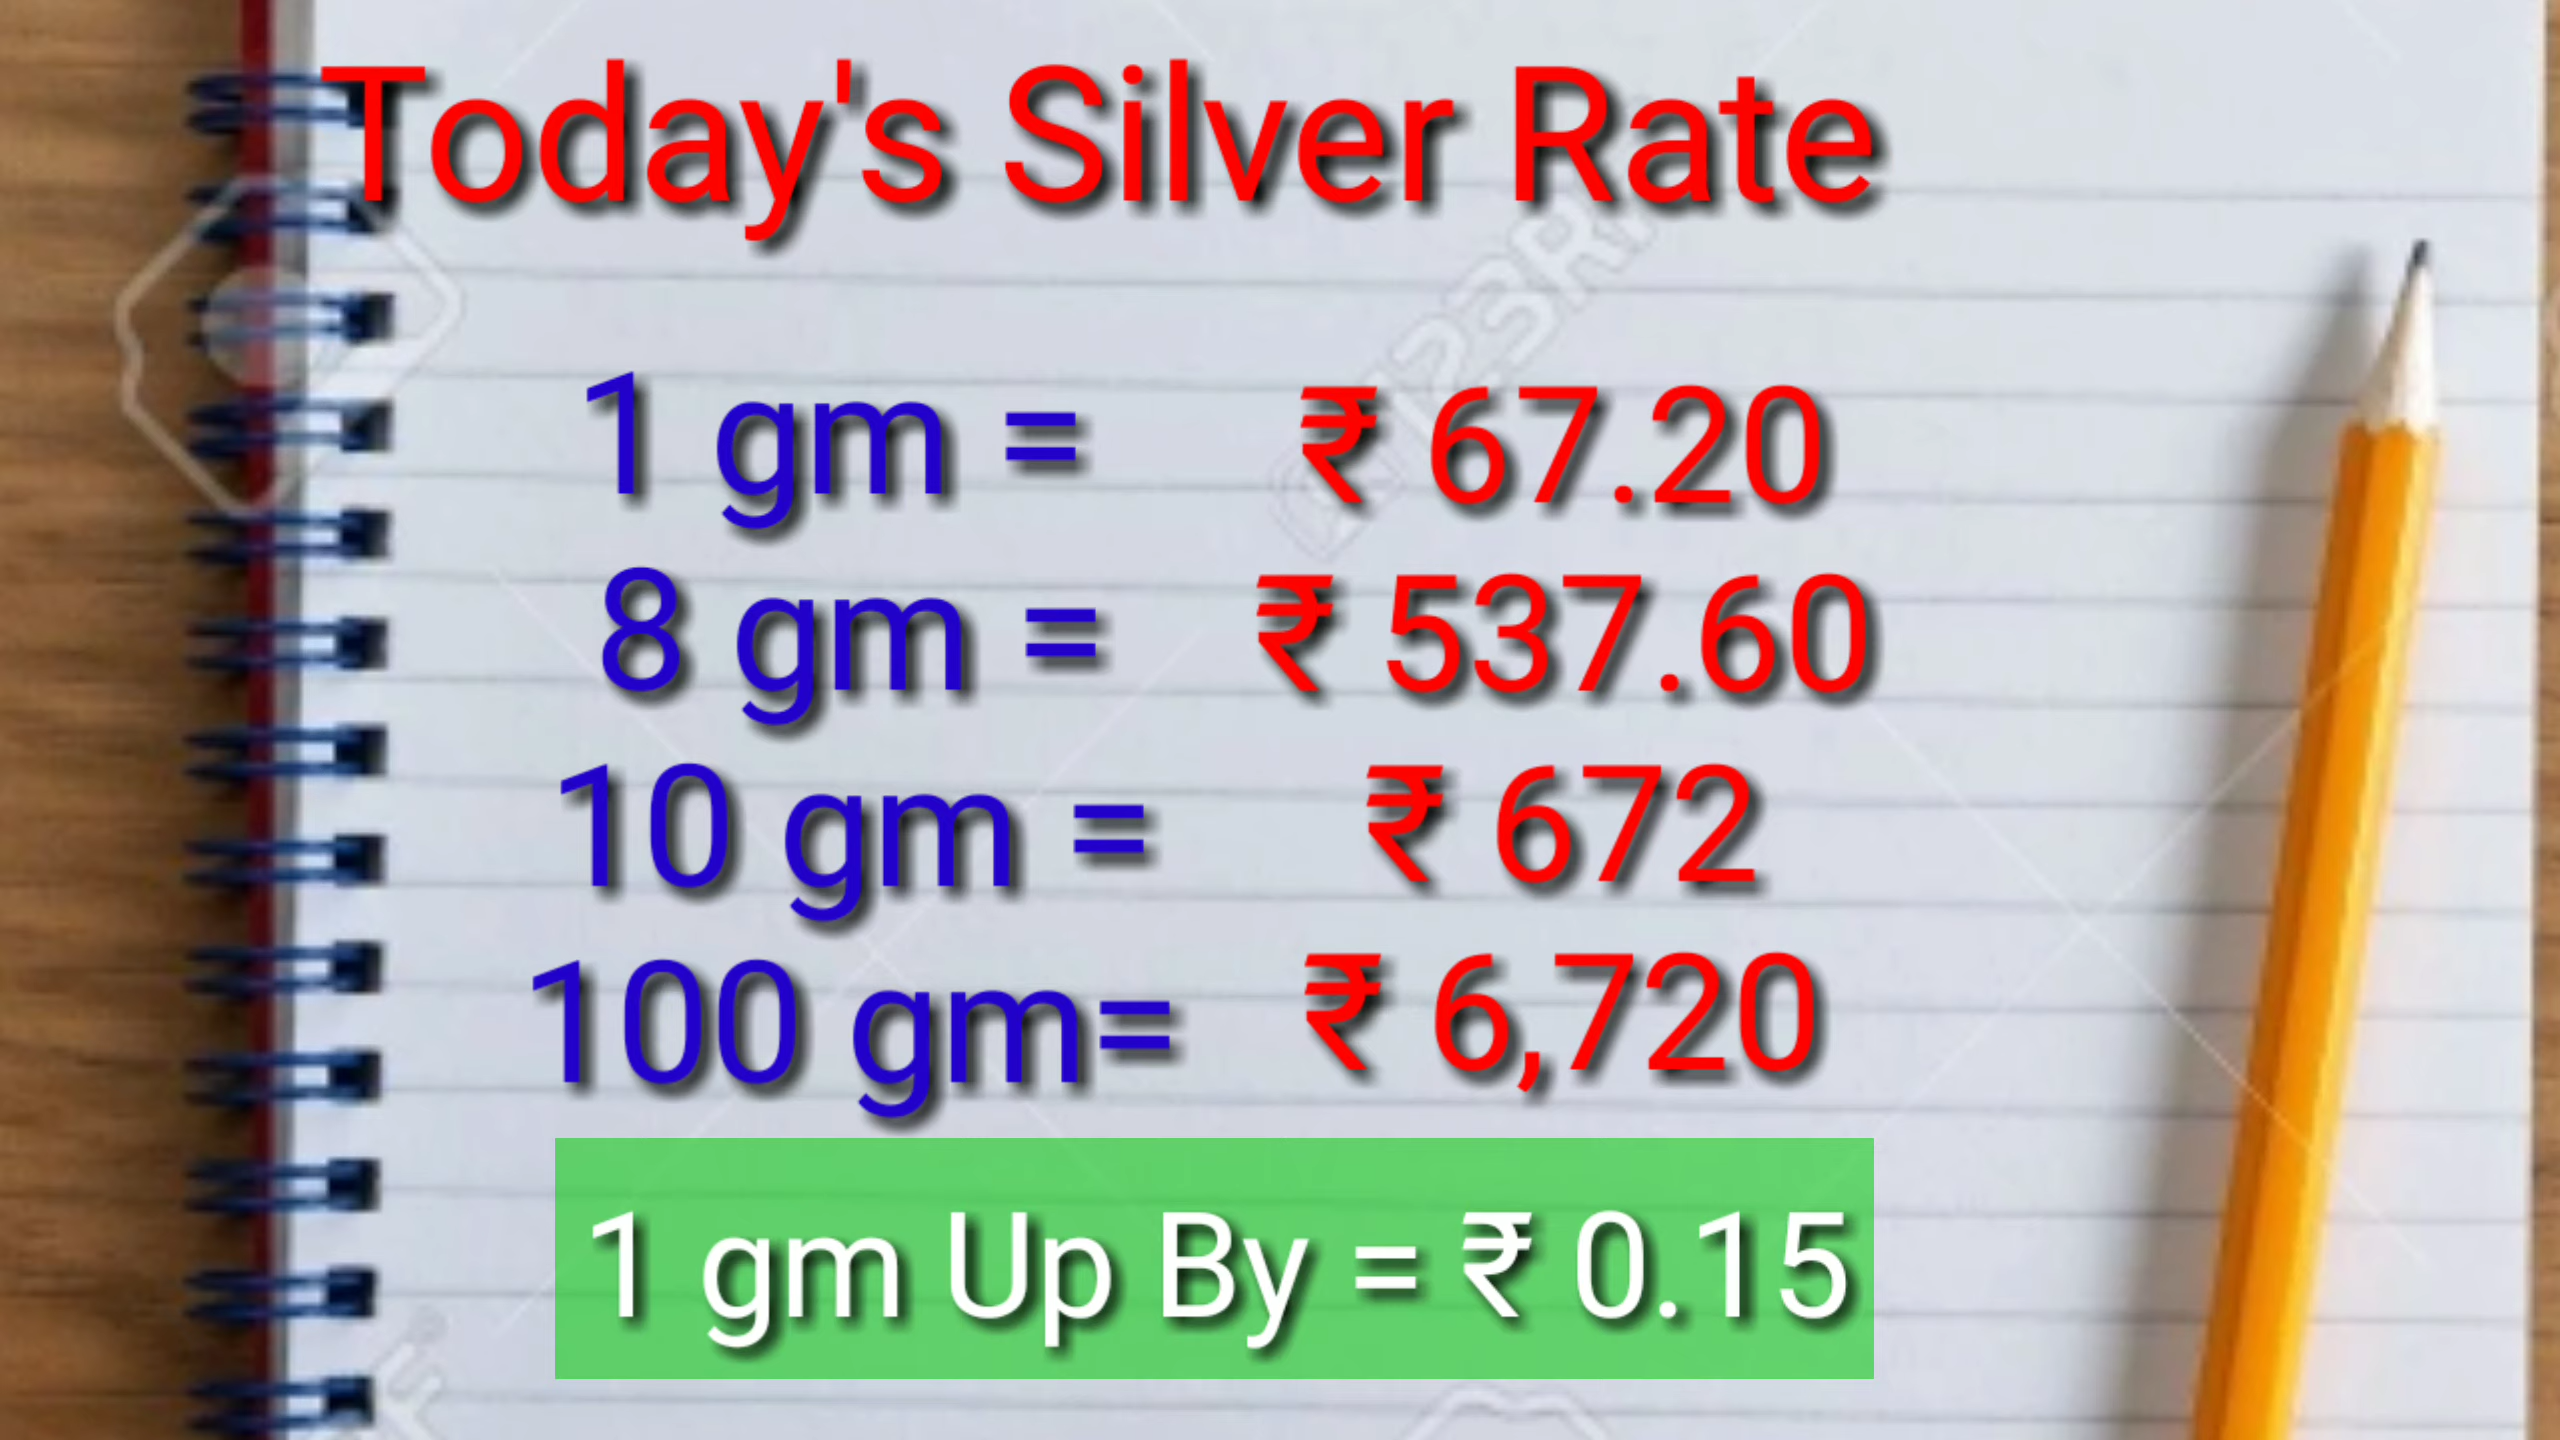 Today's Silver Rate
1 gm = ₹ 67.20
8 gm = ₹ 537.60
10 gm = ₹ 672
100 gm= ₹ 6,720
1 gm Up By = ₹ 0.15
123R